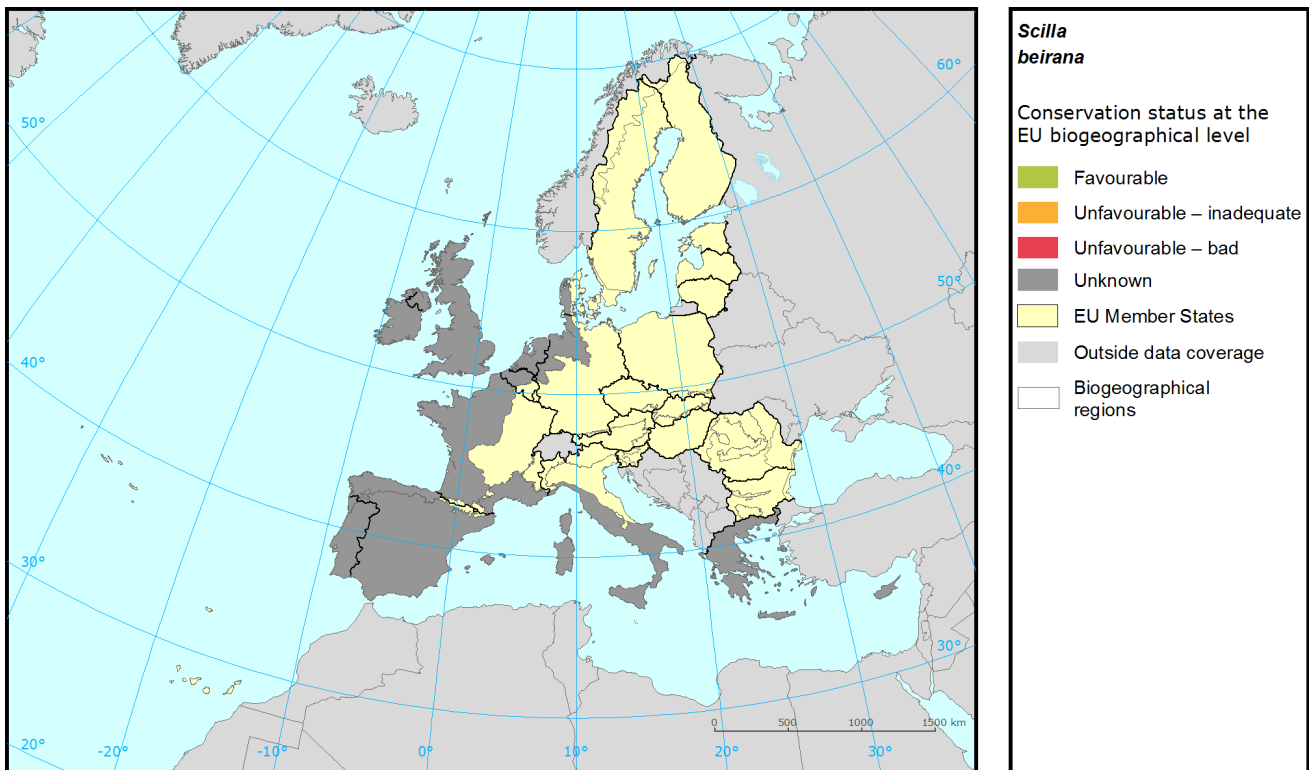 60°
50°
50°
40°
40°
30°
30°
20°
-20°
-10°
0°
10°
20°
30°
0 500 1000 1500 km
Scilla
beirana
Conservation status at the
EU biogeographical level
Favourable
Unfavourable – inadequate
Unfavourable – bad
Unknown
EU Member States
Outside data coverage
Biogeographical
regions